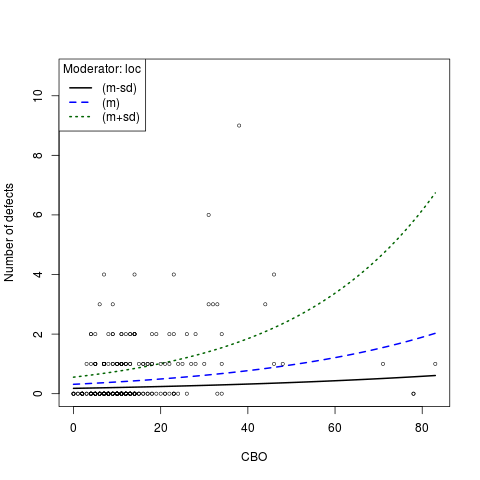 Moderator: loc
(m-sd)
(m)
(m+sd)
Number of defects
10
8
6
4
2
0
0 20 40 60 80
CBO